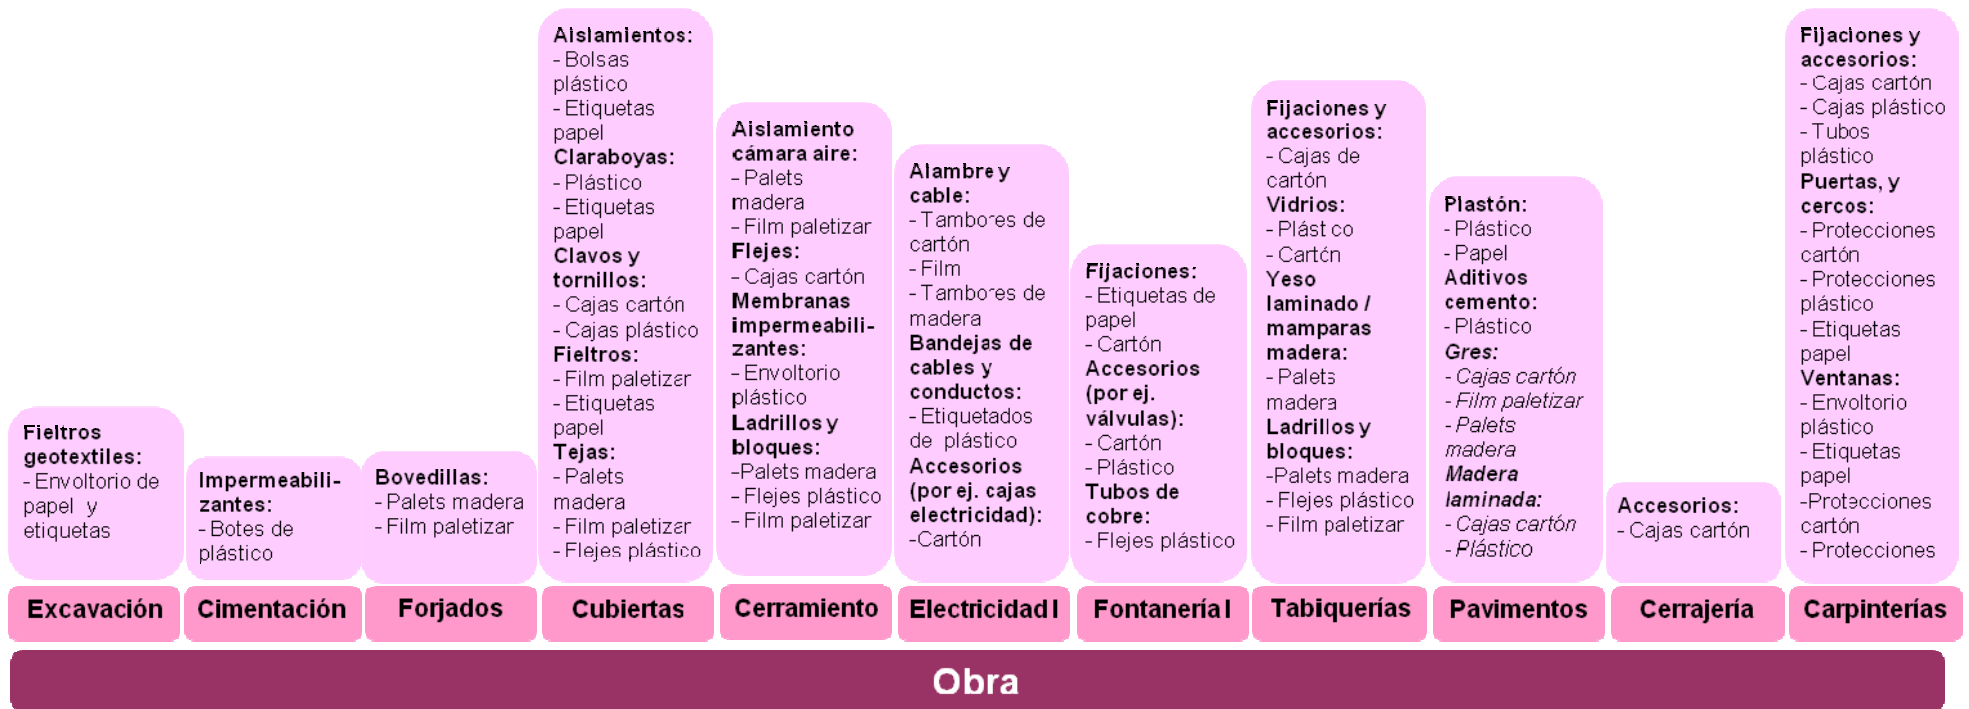 Fieltros
geotextiles:
- Envoltorio de
papel y
etiquetas
Excavación
Impermeabili-
zantes:
- Botes de
plástico
Cimentación
Bovedillas:
- Palets madera
- Film paletizar
Forjados
Aislamientos:
- Bolsas
plástico
- Etiquetas
papel
Claraboyas:
- Plástico
- Etiquetas
papel
Clavos y
tornillos:
- Cajas cartón
- Cajas plástico
Fieltros:
- Film paletizar
- Etiquetas
papel
Tejas:
- Palets
madera
- Film paletizar
- Flejes plástico
Cubiertas
Aislamiento
cámara aire:
- Palets
madera
- Film paletizar
Flejes:
- Cajas cartón
Membranas
impermeabili-
zantes:
- Envoltorio
plástico
Ladrillos y
bloques:
-Palets madera
- Flejes plástico
- Film paletizar
Cerramiento
Alambre y
cable:
- Tambores de
cartón
- Film
- Tambores de
madera
Bandejas de
cables y
conductos:
- Etiquetados
de plástico
Accesorios
(por ej. cajas
electricidad):
-Cartón
Electricidad I
Fijaciones:
- Etiquetas de
papel
- Cartón
Accesorios
(por ej.
válvulas):
- Cartón
- Plástico
Tubos de
cobre:
- Flejes plástico
Fontanería I
Fijaciones y
accesorios:
- Cajas de
cartón
Vidrios:
- Plástico
- Cartón
Yeso
laminado /
mamparas
madera:
- Palets
madera
Ladrillos y
bloques:
-Palets madera
- Flejes plástico
- Film paletizar
Tabiquerías
Plastón:
- Plástico
- Papel
Aditivos
cemento:
- Plástico
Gres:
- Cajas cartón
- Film paletizar
- Palets
madera
Madera
laminada:
- Cajas cartón
- Plástico
Pavimentos
Accesorios:
- Cajas cartón
Cerrajería
Fijaciones y
accesorios:
- Cajas cartón
- Cajas plástico
- Tubos
plástico
Puertas, y
cercos:
- Protecciones
cartón
- Protecciones
plástico
- Etiquetas
papel
Ventanas:
- Envoltorio
plástico
- Etiquetas
papel
-Protecciones
cartón
- Protecciones
Carpinterías
Obra